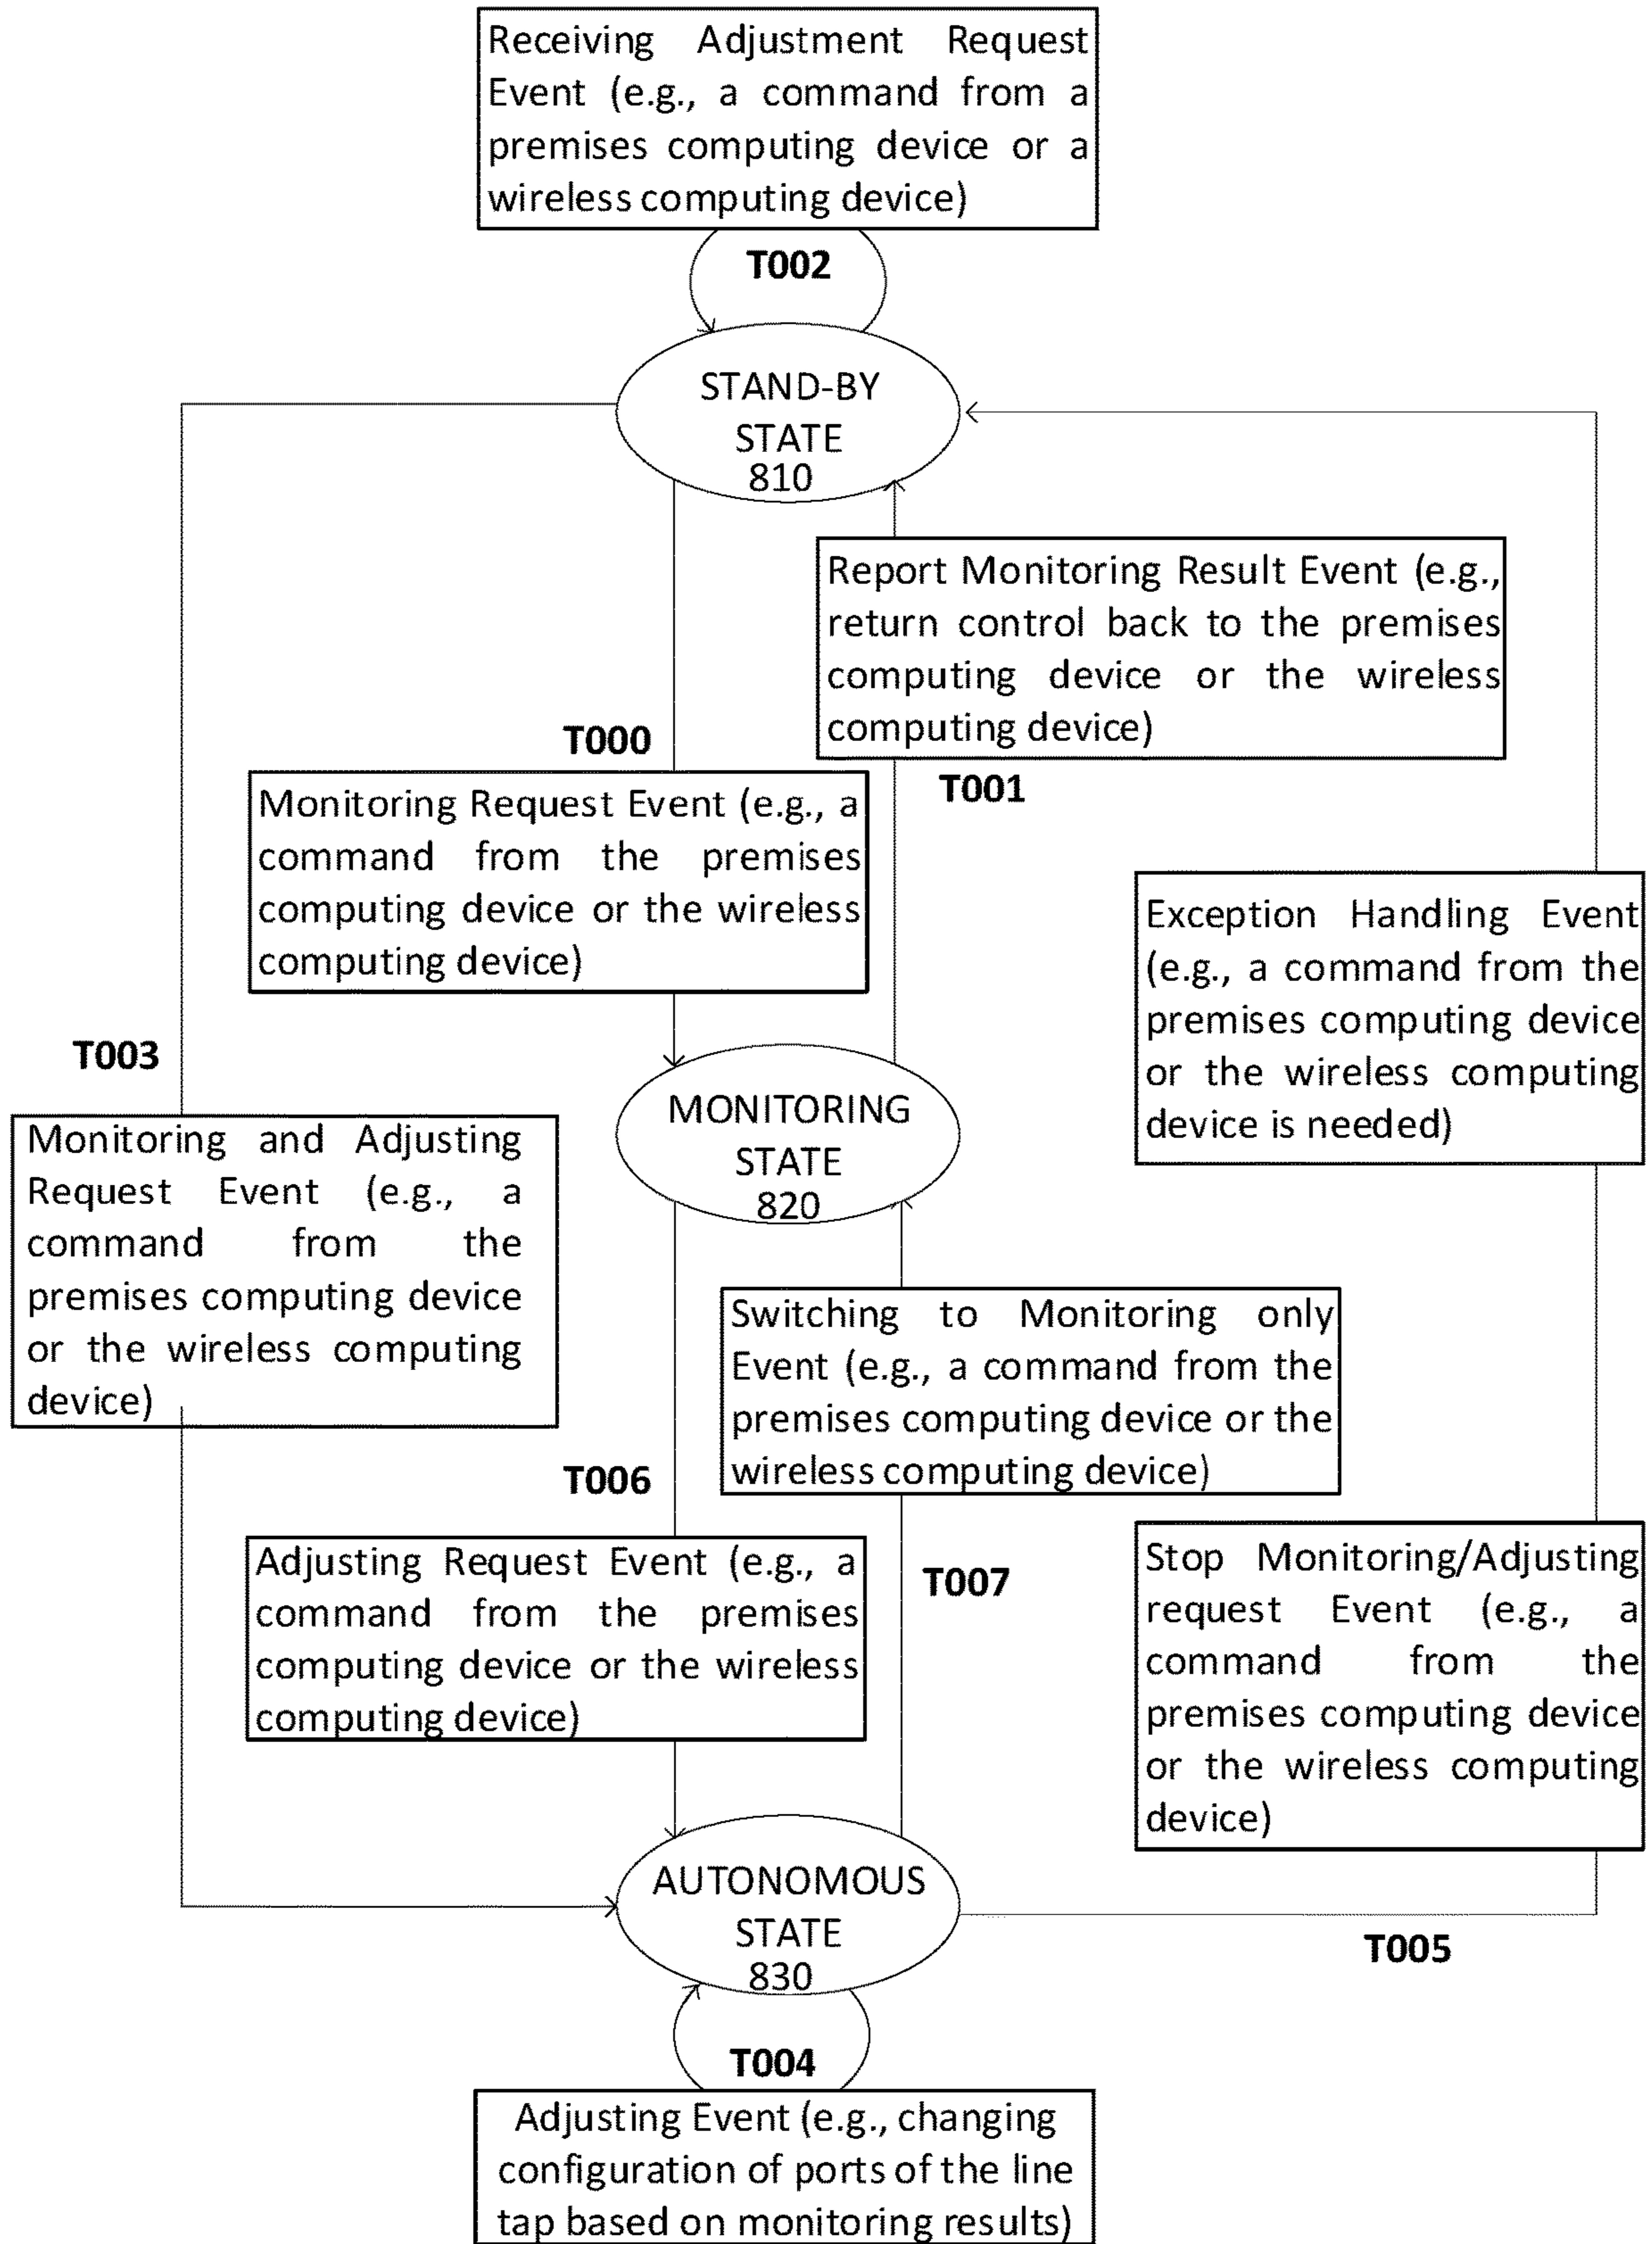 Receiving Adjustment Request
Event (e.g., a command from a
premises computing device or a
wireless computing device)
T002
STAND-BY
STATE
810
Report Monitoring Result Event (e.g.,
return control back to the premises
computing device or the wireless
computing device)
T000
T001
Monitoring Request Event (e.g., a
command from the premises
computing device or the wireless
computing device)
Exception Handling Event
(e.g., a command from the
premises computing device
or the wireless computing
device is needed)
T003
MONITORING
STATE
820
Monitoring and Adjusting
Request Event (e.g., a
command from the
premises computing device
or the wireless computing
device)
Switching to Monitoring only
Event (e.g., a command from the
premises computing device or the
wireless computing device)
T006
T007
Adjusting Request Event (e.g., a
command from the premises
computing device or the wireless
computing device)
Stop Monitoring/Adjusting
request Event (e.g., a
command from the
premises computing device
or the wireless computing
device)
AUTONOMOUS
STATE
830
T005
T004
Adjusting Event (e.g., changing
configuration of ports of the line
tap based on monitoring results)